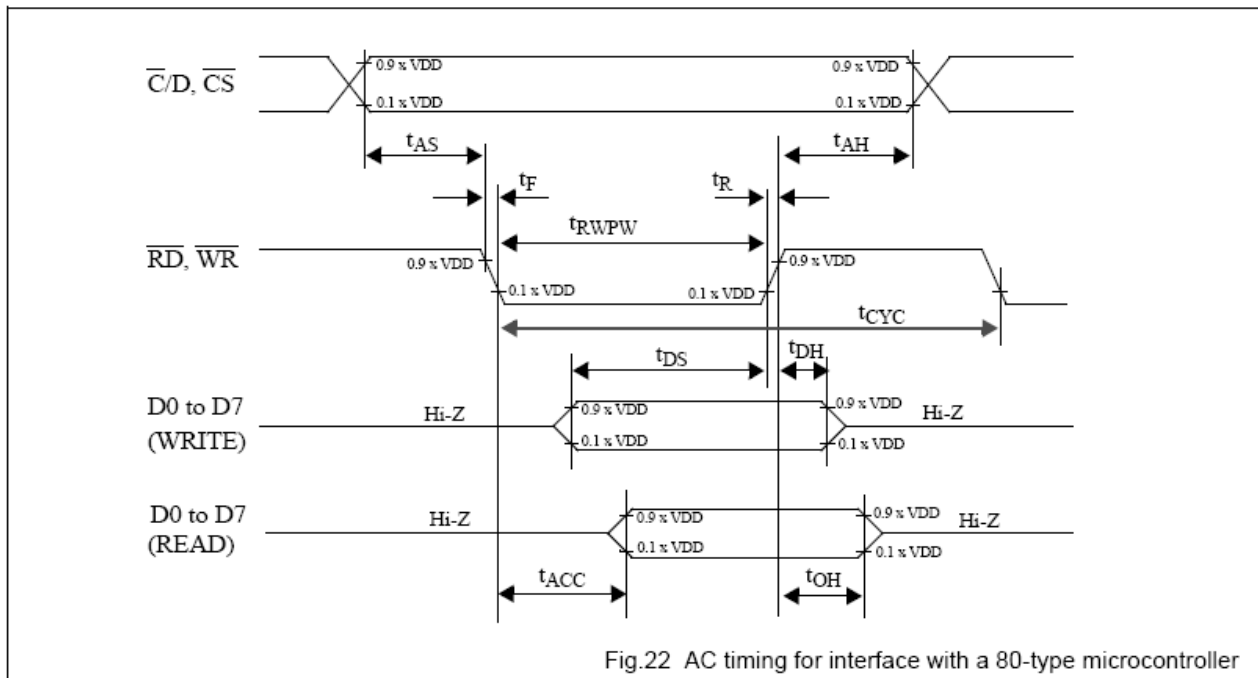 C̅/D, C̅S̅
0.9 x VDD
0.9 x VDD
0.1 x VDD
0.1 x VDD
tAS
tAH
tF
tR
tRWPW
R̅D̅, W̅R̅
0.9 x VDD
0.9 x VDD
0.1 x VDD
0.1 x VDD
tCYC
tDS
tDH
D0 to D7
(WRITE)
Hi-Z
0.9 x VDD
0.9 x VDD
Hi-Z
0.1 x VDD
0.1 x VDD
D0 to D7
(READ)
Hi-Z
0.9 x VDD
0.9 x VDD
Hi-Z
0.1 x VDD
0.1 x VDD
tACC
tOH
Fig.22 AC timing for interface with a 80-type microcontroller